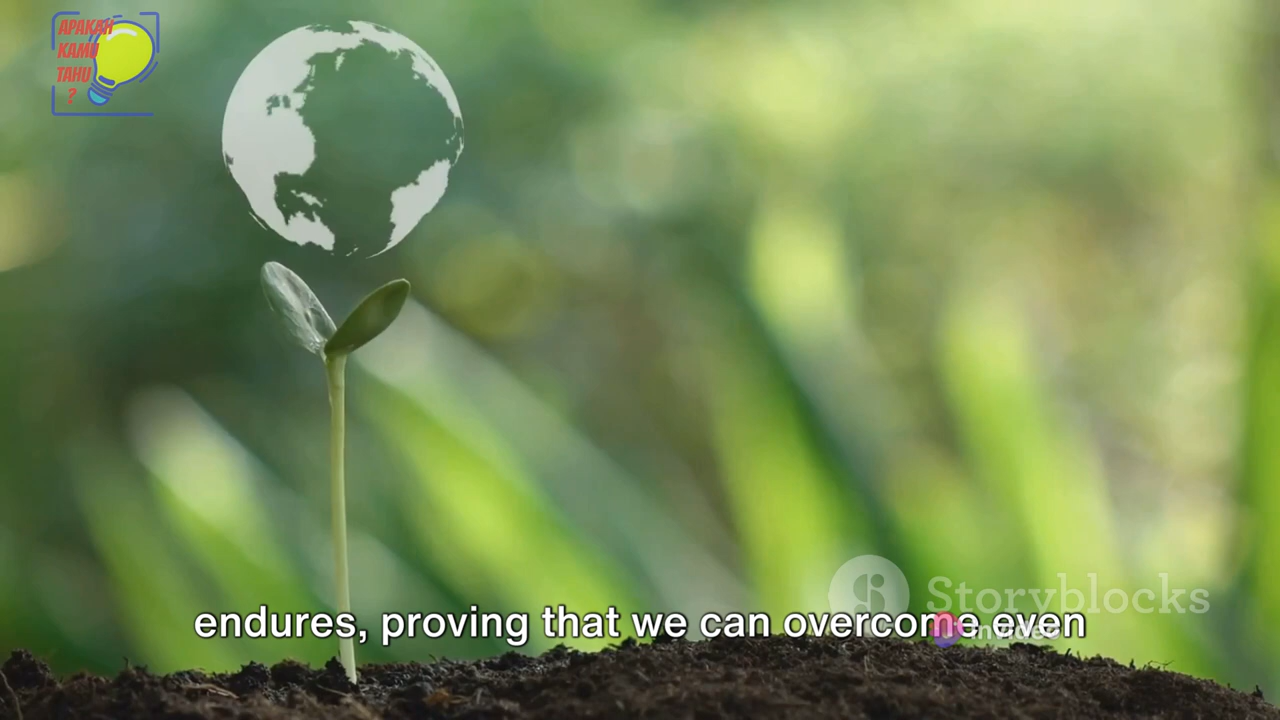 APAKAH
KAMU
TAHU
?
Storyblocks
endures, proving that we can overcome even